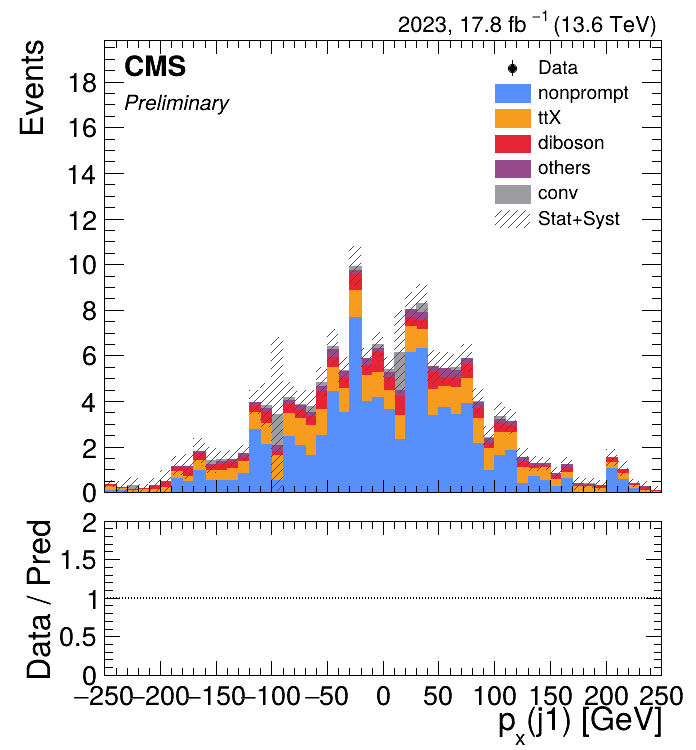 2023, 17.8 fb⁻¹ (13.6 TeV)
CMS
Preliminary
Events
Data
nonprompt
ttX
diboson
others
conv
Stat+Syst
18
16
14
12
10
8
6
4
2
0
Data / Pred
2
1.5
1
0.5
0
−250 −200 −150 −100 −50 0 50 100 150 200 250
pₓ(j1) [GeV]